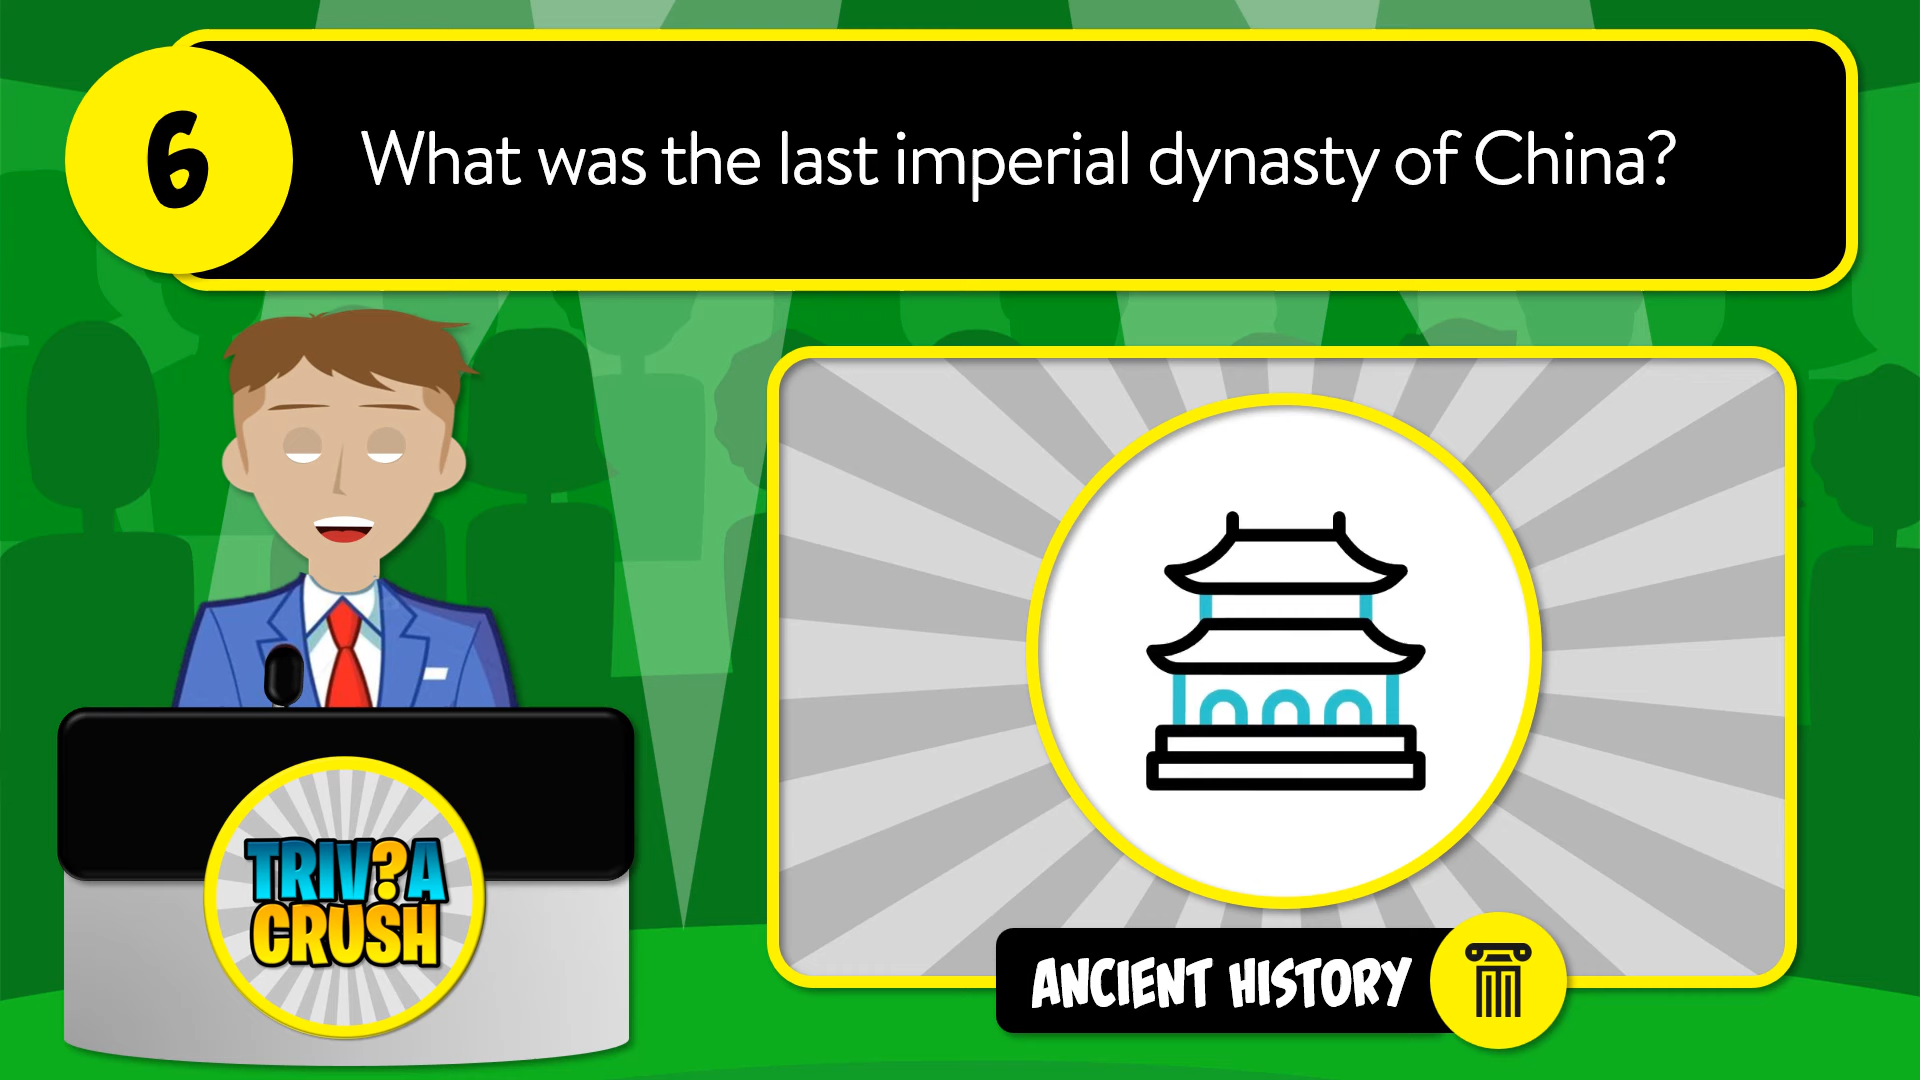 6
What was the last imperial dynasty of China?
TRIV?A
CRUSH
ANCIENT HISTORY